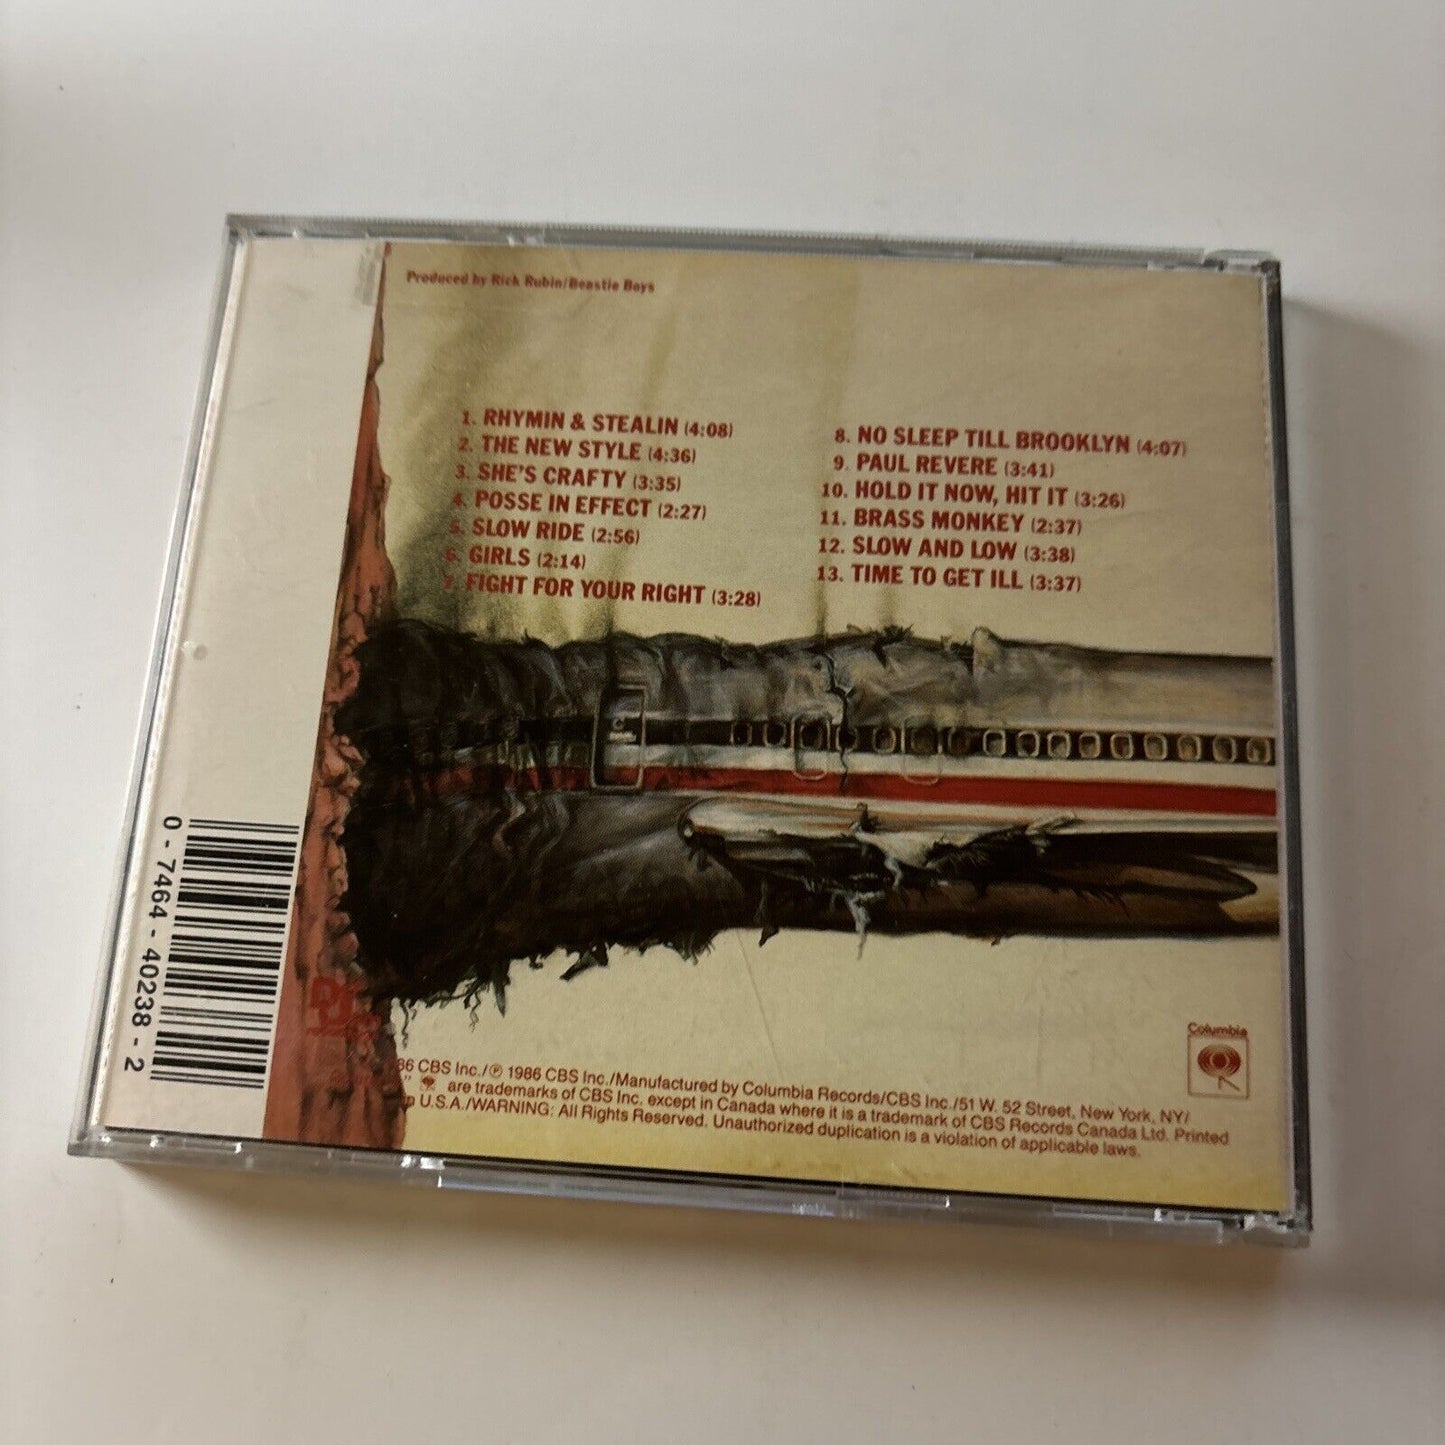 Produced by Rick Rubin/Beastie Boys
1. RHYMIN & STEALIN (4:08)
2. THE NEW STYLE (4:36)
3. SHE'S CRAFTY (3:35)
4. POSSE IN EFFECT (2:27)
5. SLOW RIDE (2:56)
6. GIRLS (2:14)
7. FIGHT FOR YOUR RIGHT (3:28)
8. NO SLEEP TILL BROOKLYN (4:07)
9. PAUL REVERE (3:41)
10. HOLD IT NOW, HIT IT (3:26)
11. BRASS MONKEY (2:37)
12. SLOW AND LOW (3:38)
13. TIME TO GET ILL (3:37)
0 - 7464 - 40238 - 2
Columbia
86 CBS Inc./℗ 1986 CBS Inc./Manufactured by Columbia Records/CBS Inc./51 W. 52 Street, New York, NY/
" are trademarks of CBS Inc. except in Canada where it is a trademark of CBS Records Canada Ltd. Printed
U.S.A./WARNING: All Rights Reserved. Unauthorized duplication is a violation of applicable laws.